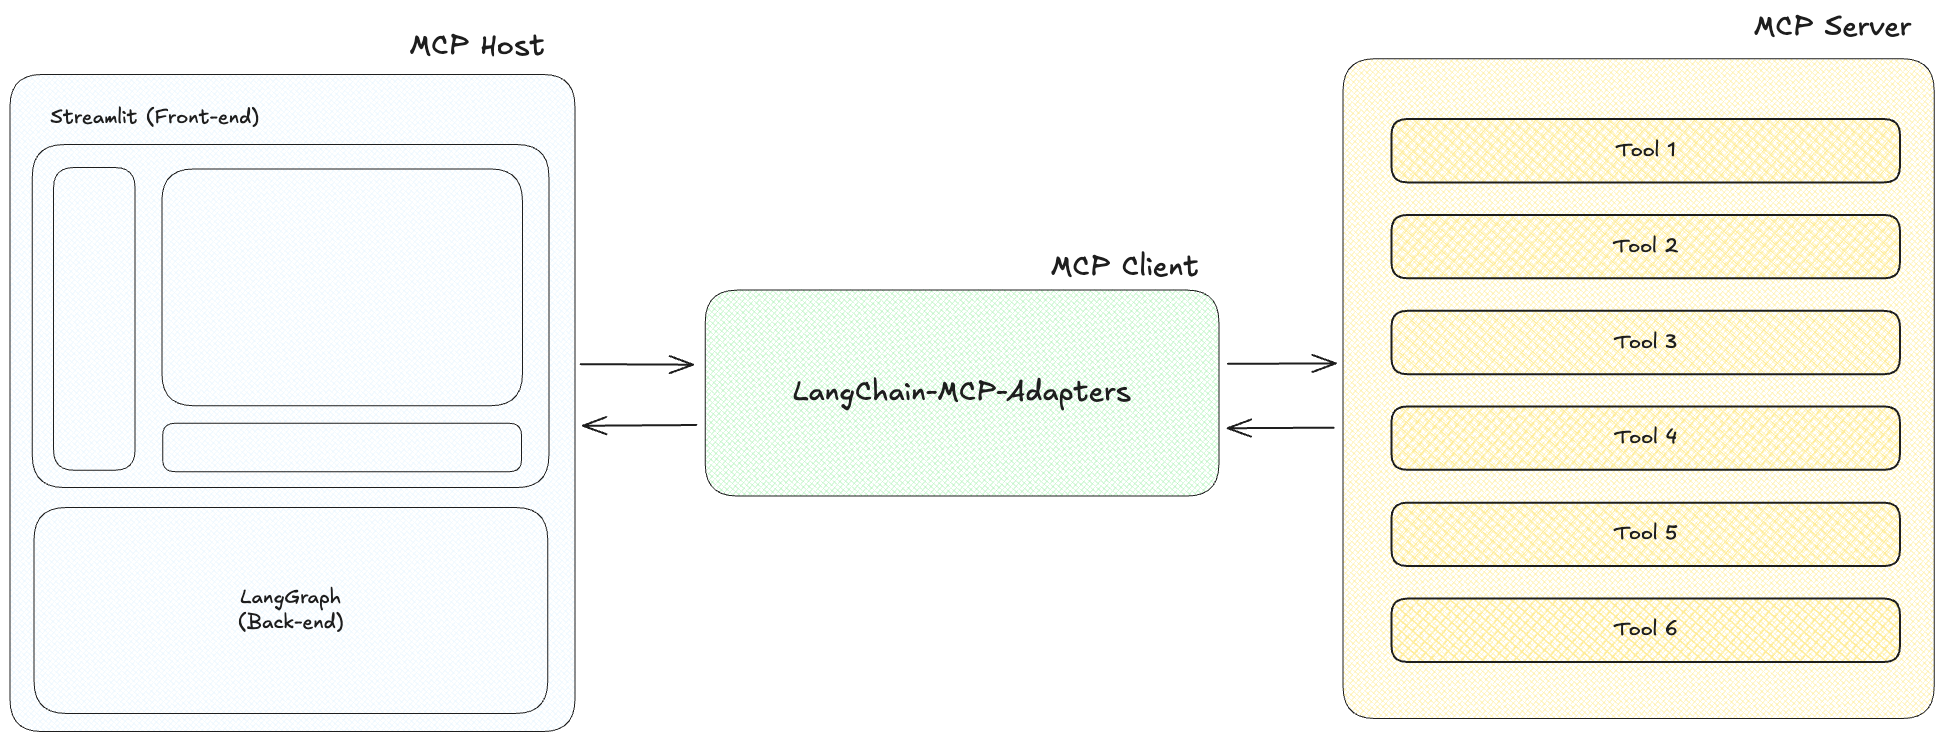 MCP Host
Streamlit (Front-end)
LangGraph
(Back-end)
MCP Client
LangChain-MCP-Adapters
MCP Server
Tool 1
Tool 2
Tool 3
Tool 4
Tool 5
Tool 6